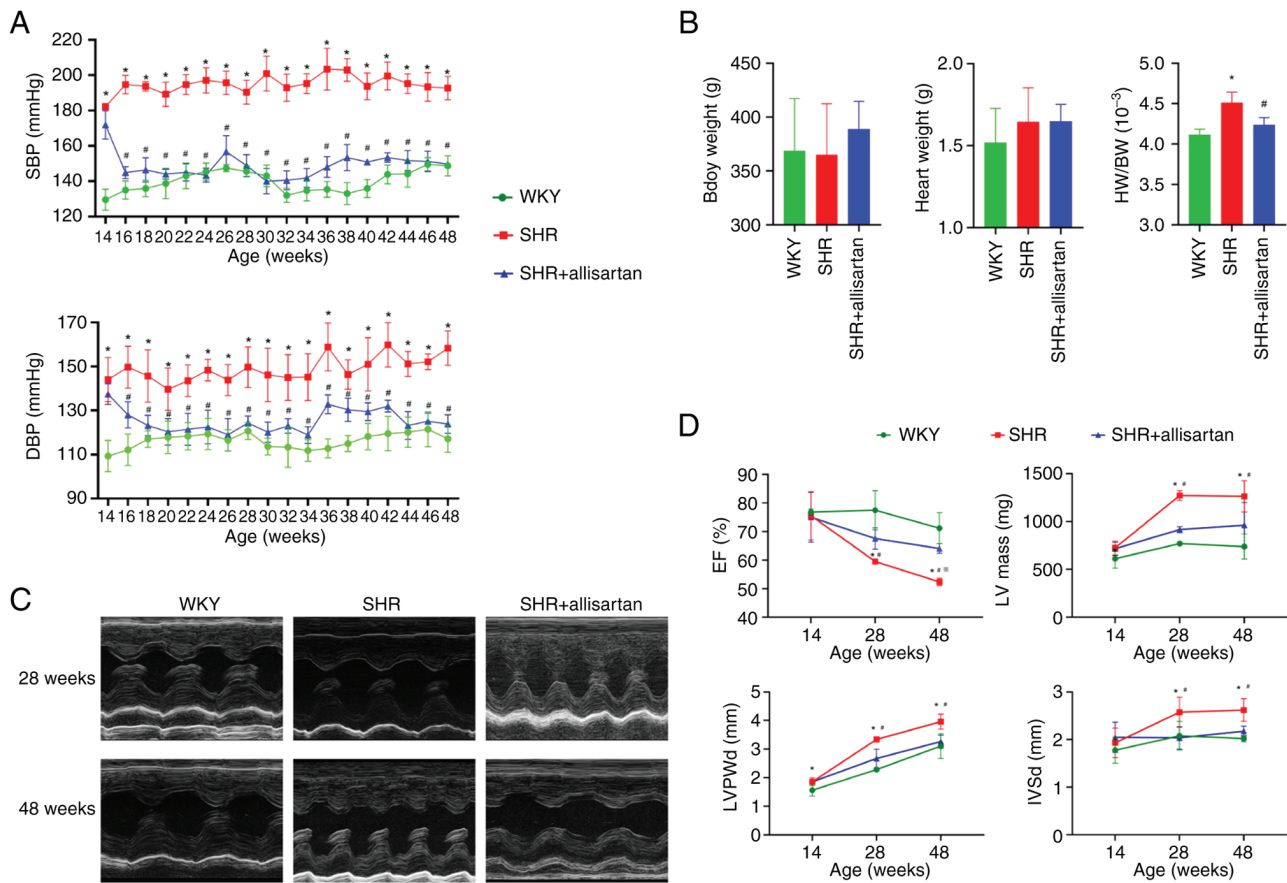 A
SBP (mmHg)
220
200
180
160
140
120
* * * * * * * * * * * * * * * * * *
# # # # # # # # # # # # # # # # #
14 16 18 20 22 24 26 28 30 32 34 36 38 40 42 44 46 48
Age (weeks)
WKY
SHR
SHR+allisartan
DBP (mmHg)
170
150
130
110
90
* * * * * * * * * * * * * * * * * *
# # # # # # # # # # # # # # # # #
14 16 18 20 22 24 26 28 30 32 34 36 38 40 42 44 46 48
Age (weeks)
B
Bdoy weight (g)
450
400
350
300
WKY
SHR
SHR+allisartan
Heart weight (g)
2.0
1.5
1.0
WKY
SHR
SHR+allisartan
HW/BW (10⁻³)
5.0
4.5
4.0
3.5
3.0
*
#
WKY
SHR
SHR+allisartan
C
WKY SHR SHR+allisartan
28 weeks
48 weeks
D
WKY SHR SHR+allisartan
EF (%)
90
80
70
60
50
40
*#
*#
14 28 48
Age (weeks)
LV mass (mg)
1500
1000
500
0
*
*#
*#
14 28 48
Age (weeks)
LVPWd (mm)
5
4
3
2
1
0
*
*#
*#
14 28 48
Age (weeks)
IVSd (mm)
3
2
1
0
*#
*#
14 28 48
Age (weeks)